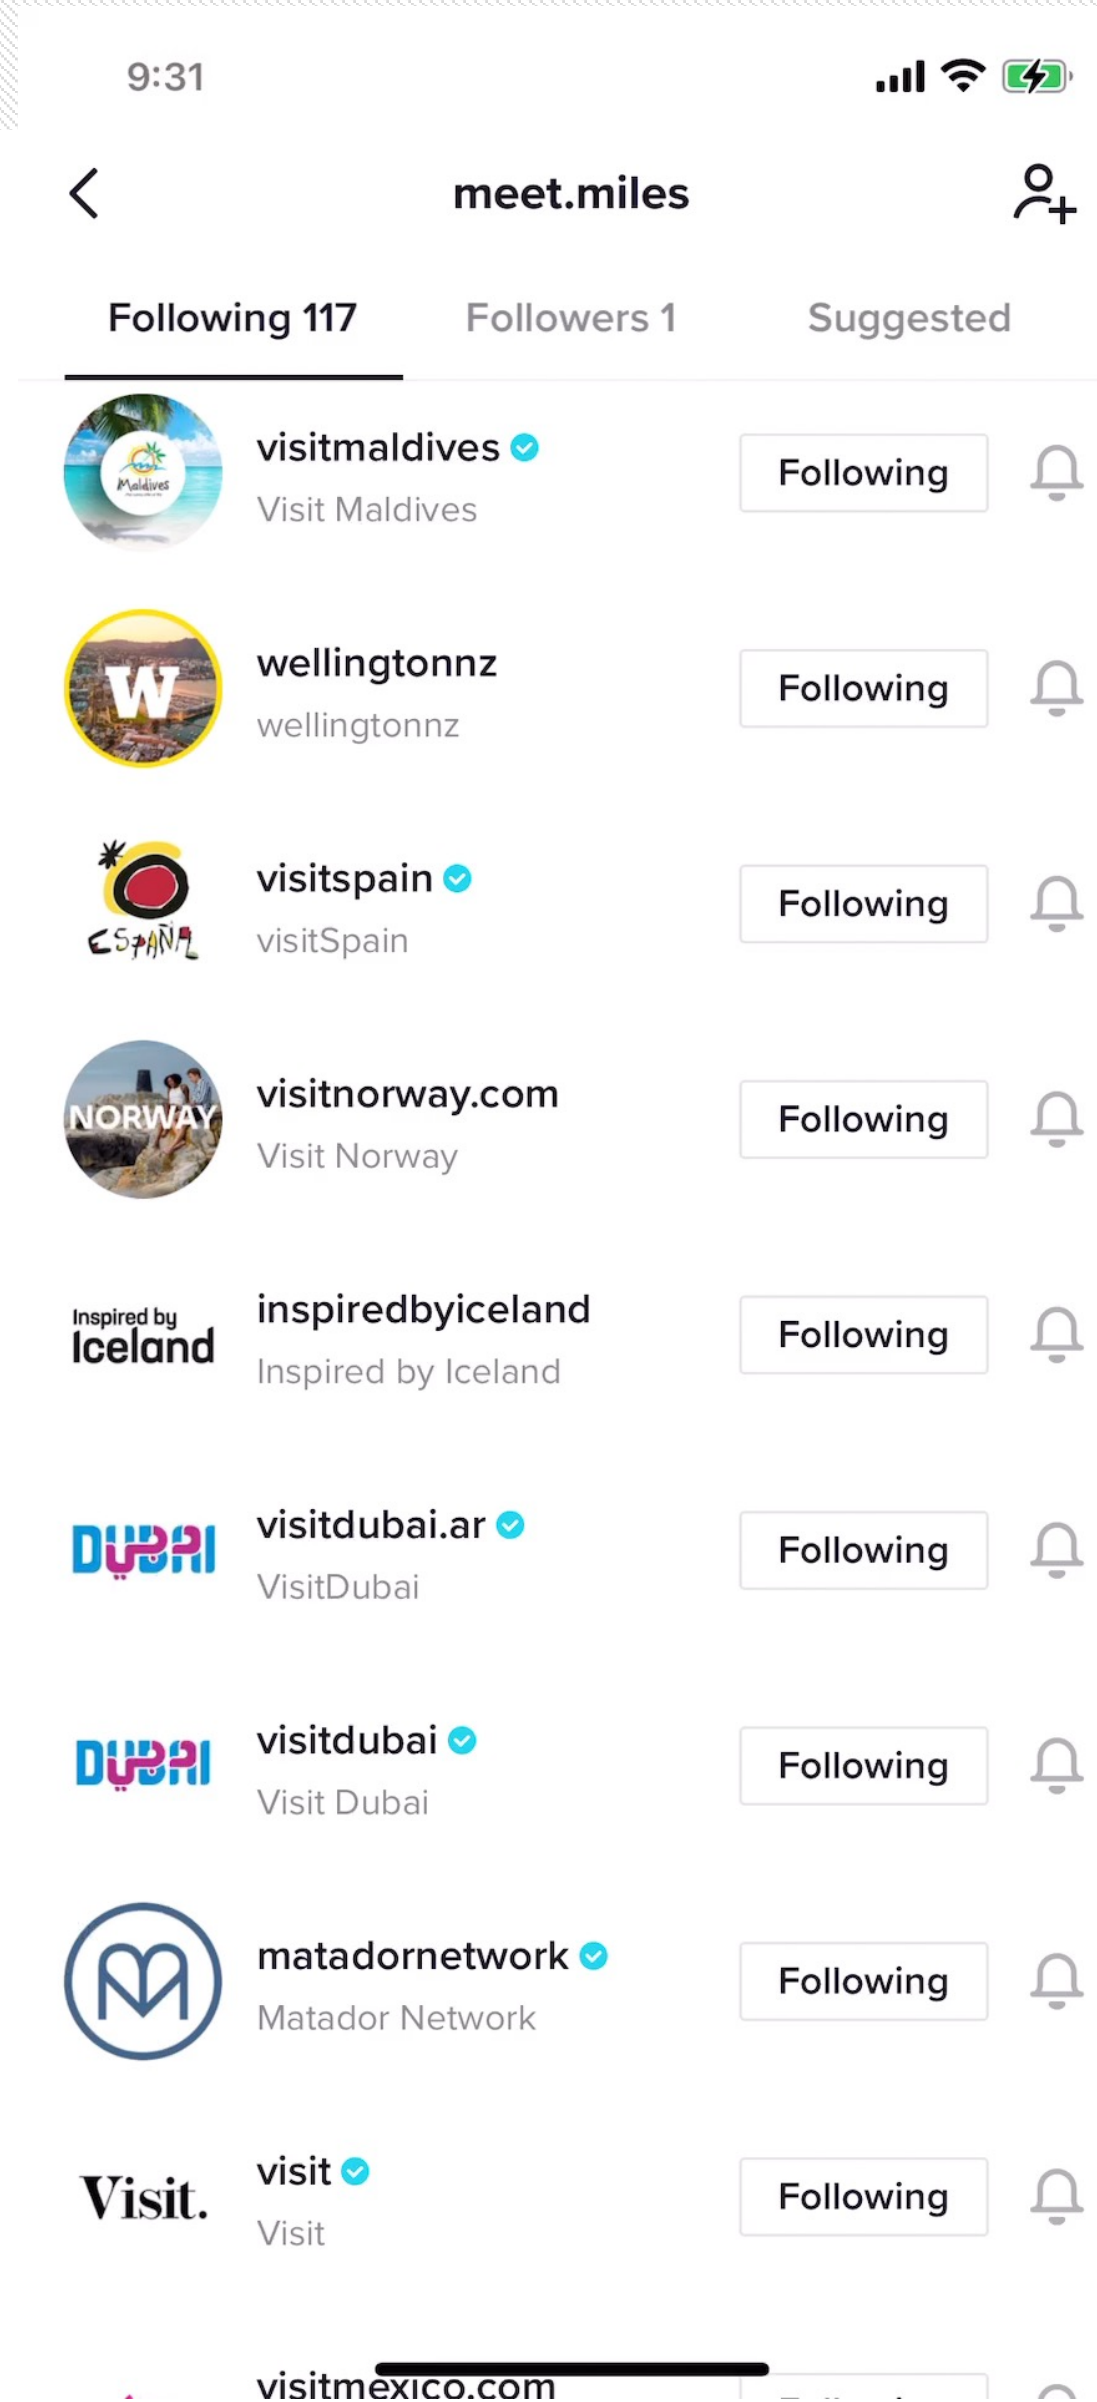 9:31
meet.miles
Following 117
Followers 1
Suggested
Maldives
visitmaldives
Visit Maldives
Following
W
wellingtonnz
wellingtonnz
Following
ESPAÑA
visitspain
visitSpain
Following
NORWAY
visitnorway.com
Visit Norway
Following
Inspired by
Iceland
inspiredbyiceland
Inspired by Iceland
Following
DUBAI
visitdubai.ar
VisitDubai
Following
DUBAI
visitdubai
Visit Dubai
Following
matadornetwork
Matador Network
Following
Visit.
visit
Visit
Following
visitmexico.com